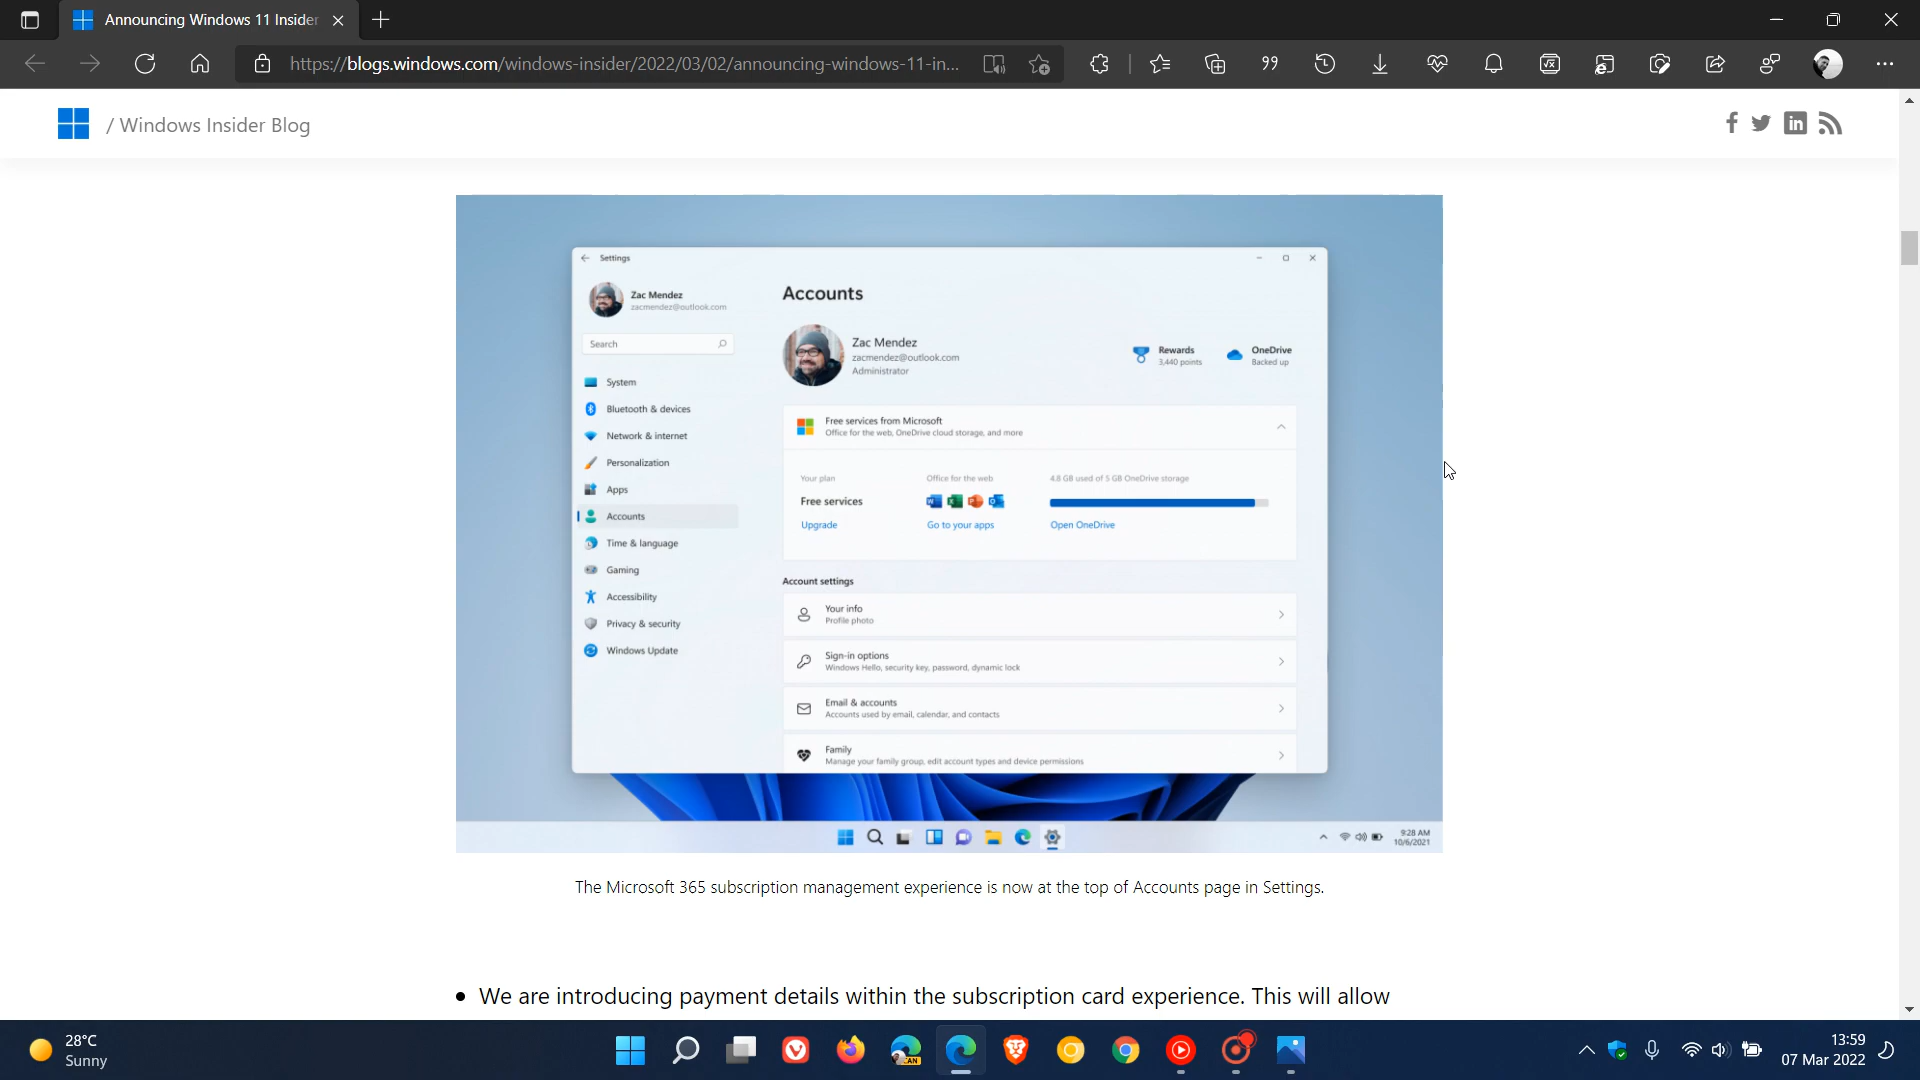 Announcing Windows 11 Insider
https://blogs.windows.com/windows-insider/2022/03/02/announcing-windows-11-in...
/ Windows Insider Blog
Settings
Zac Mendez
zacmendez@outlook.com
Search
System
Bluetooth & devices
Network & internet
Personalization
Apps
Accounts
Time & language
Gaming
Accessibility
Privacy & security
Windows Update
Accounts
Zac Mendez
zacmendez@outlook.com
Administrator
Rewards
3,440 points
OneDrive
Backed up
Free services from Microsoft
Office for the web, OneDrive cloud storage, and more
Your plan
Free services
Upgrade
Office for the web
Go to your apps
4.8 GB used of 5 GB OneDrive storage
Open OneDrive
Account settings
Your info
Profile photo
Sign-in options
Windows Hello, security key, password, dynamic lock
Email & accounts
Accounts used by email, calendar, and contacts
Family
Manage your family group, edit account types and device permissions
9:28 AM
10/6/2021
The Microsoft 365 subscription management experience is now at the top of Accounts page in Settings.
• We are introducing payment details within the subscription card experience. This will allow
28°C
Sunny
CAN
13:59
07 Mar 2022